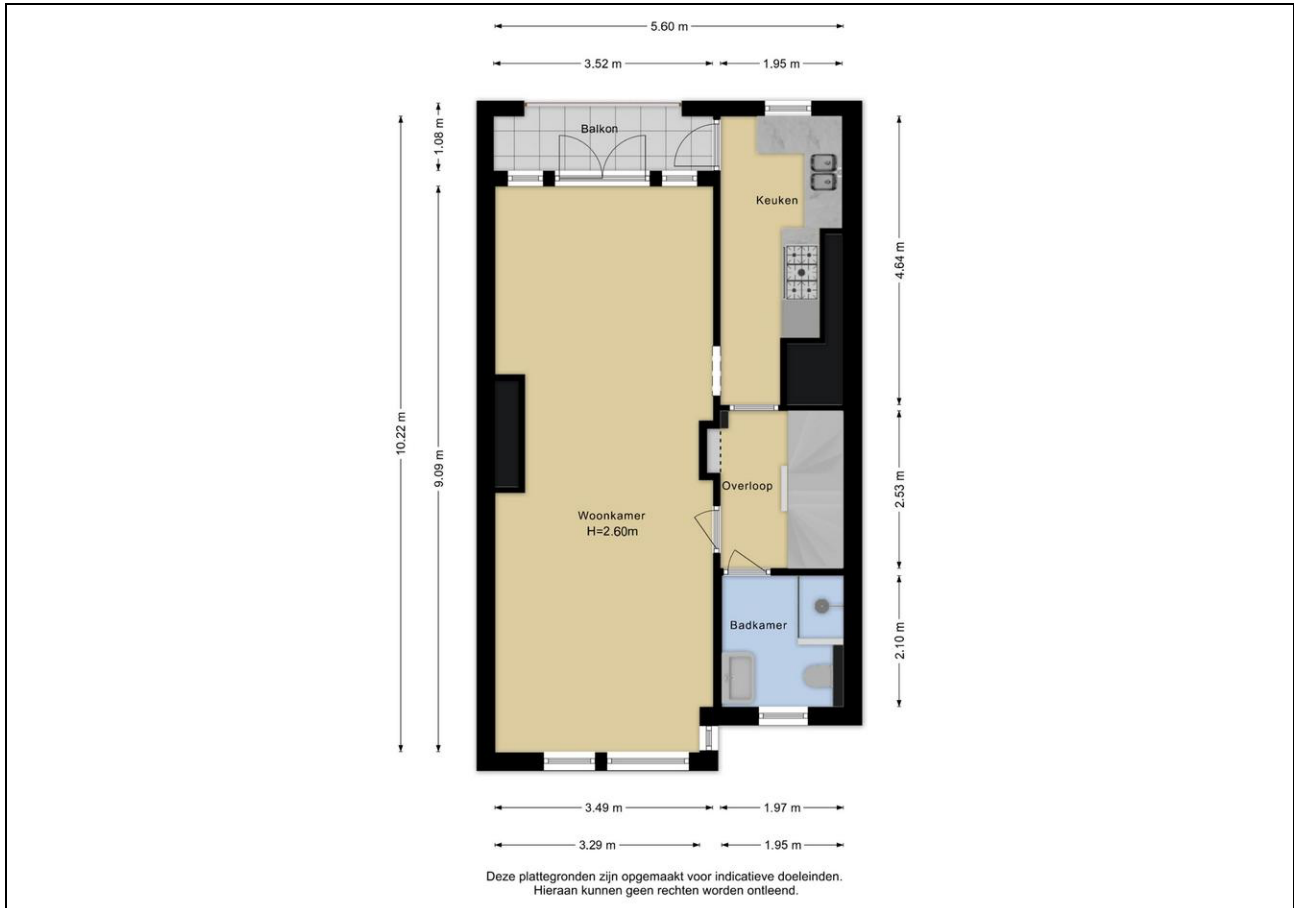 5.60 m
3.52 m
1.95 m
1.08 m
Balkon
Keuken
4.64 m
10.22 m
9.09 m
Overloop
2.53 m
Woonkamer
H=2.60m
Badkamer
2.10 m
3.49 m
1.97 m
3.29 m
1.95 m
Deze plattegronden zijn opgemaakt voor indicatieve doeleinden.
Hieraan kunnen geen rechten worden ontleend.